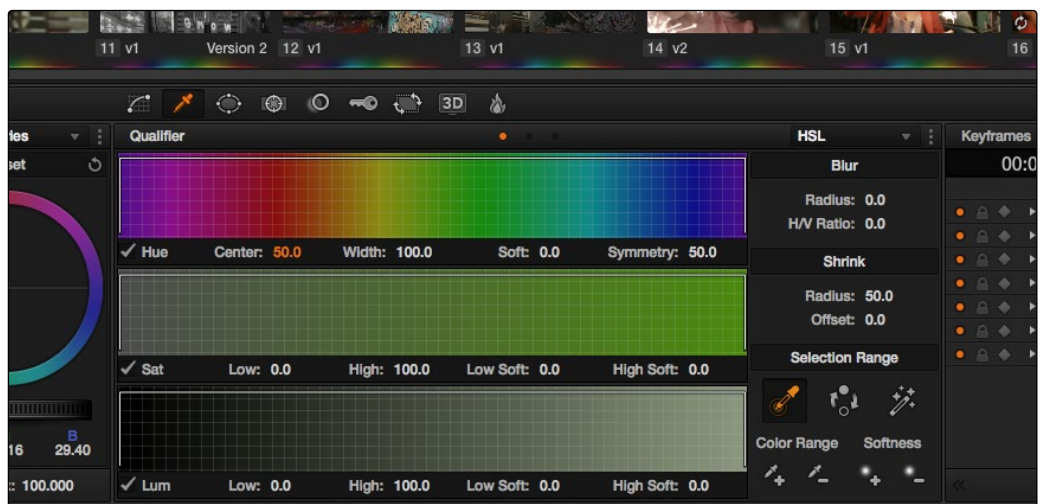 11 v1 Version 2 12 v1 13 v1 14 v2 15 v1 16
3D
ies Qualifier HSL Keyframes
set Blur 00:0
Radius: 0.0
H/V Ratio: 0.0
Hue Center: 50.0 Width: 100.0 Soft: 0.0 Symmetry: 50.0
Shrink
Radius: 50.0
Offset: 0.0
Sat Low: 0.0 High: 100.0 Low Soft: 0.0 High Soft: 0.0
Selection Range
B
16 29.40
Color Range Softness
: 100.000 Lum Low: 0.0 High: 100.0 Low Soft: 0.0 High Soft: 0.0